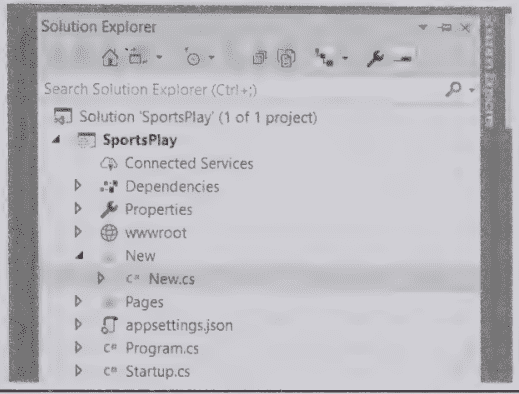 Solution Explorer
Search Solution Explorer (Ctrl+;)
Solution 'SportsPlay' (1 of 1 project)
SportsPlay
Connected Services
Dependencies
Properties
wwwroot
New
C# New.cs
Pages
appsettings.json
C# Program.cs
C# Startup.cs